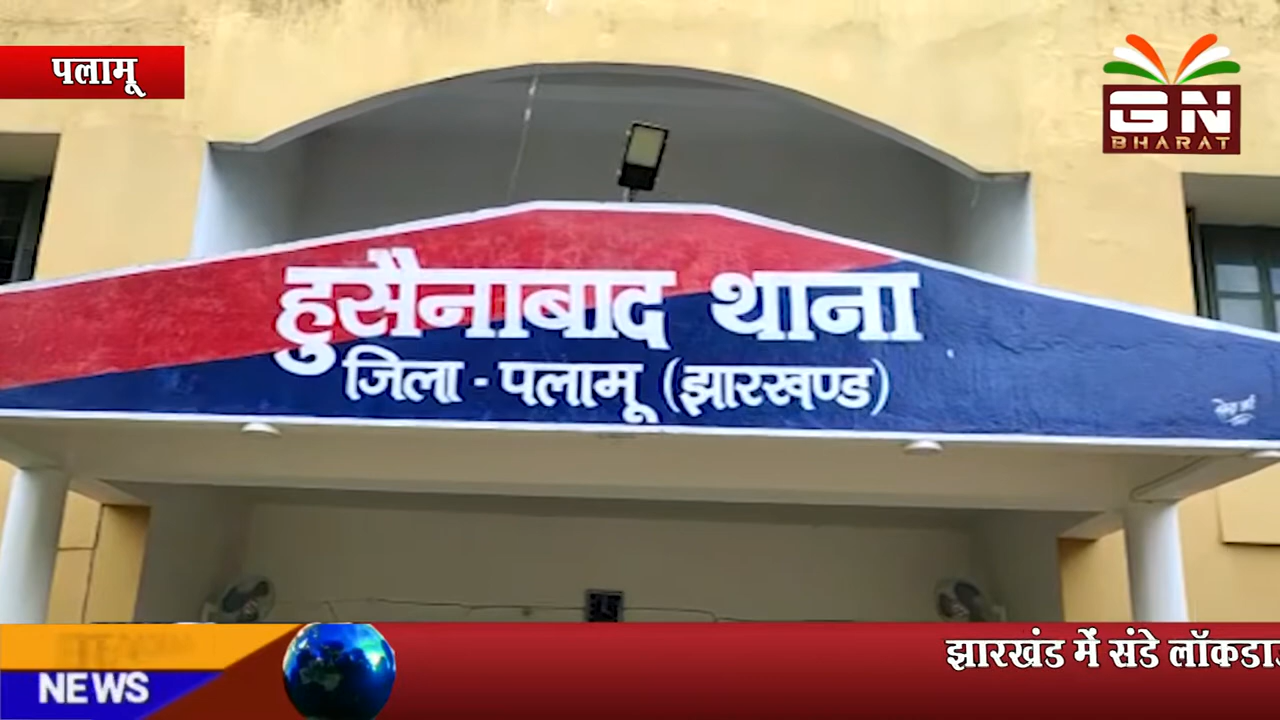 पलामू
GN
BHARAT
हुसैनाबाद थाना
जिला - पलामू (झारखण्ड)
झारखंड में संडे लॉकडाउ
NEWS